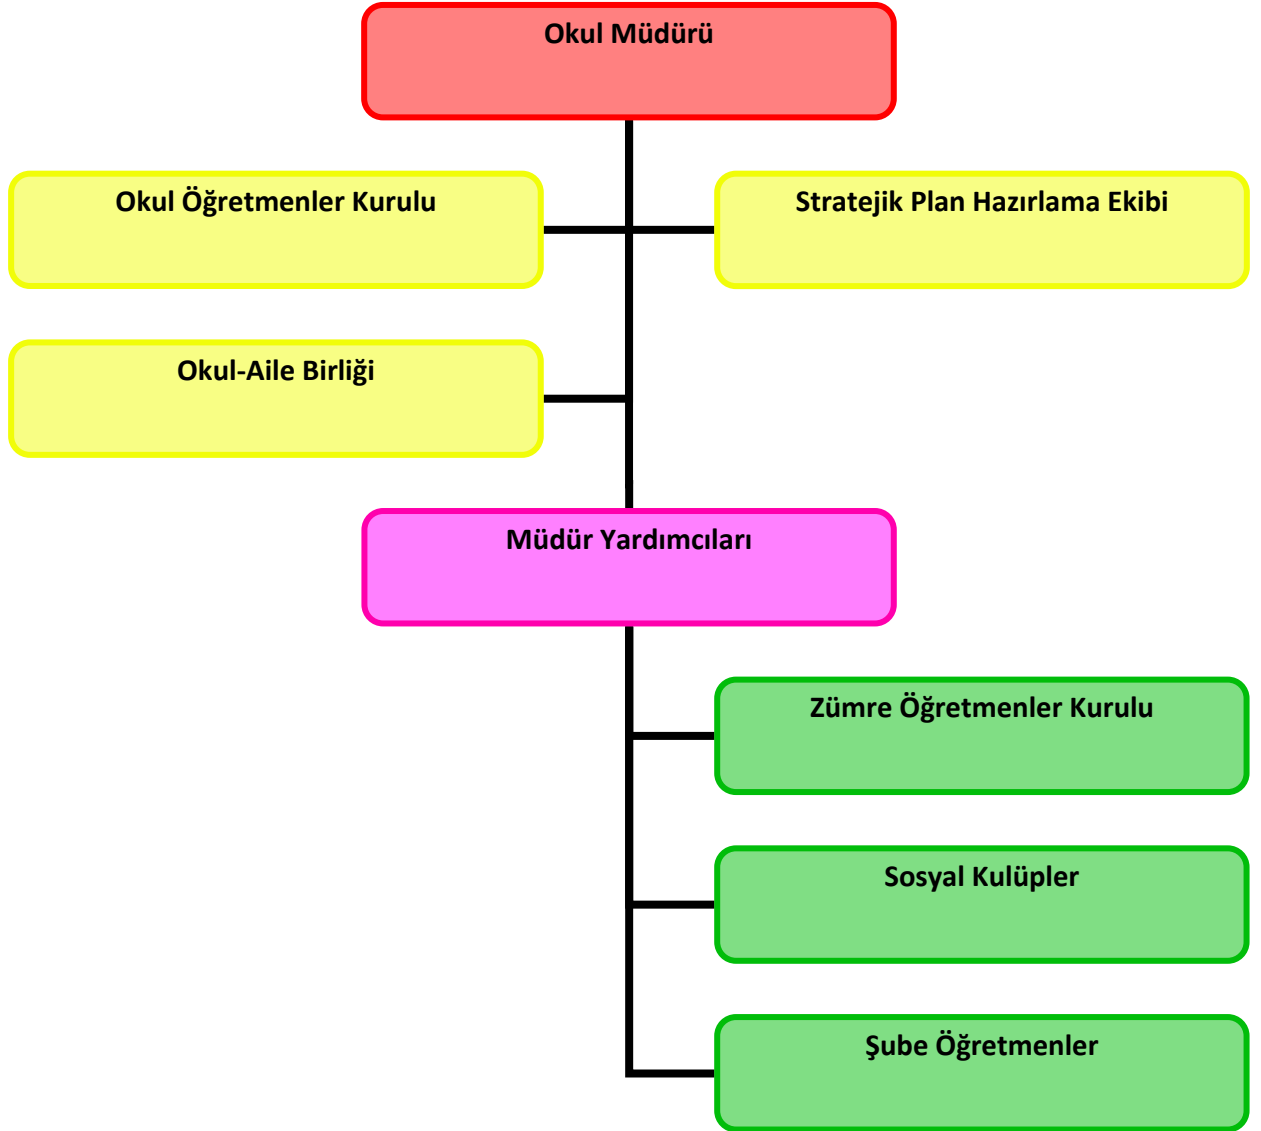 Okul Müdürü
Okul Öğretmenler Kurulu
Stratejik Plan Hazırlama Ekibi
Okul-Aile Birliği
Müdür Yardımcıları
Zümre Öğretmenler Kurulu
Sosyal Kulüpler
Şube Öğretmenler